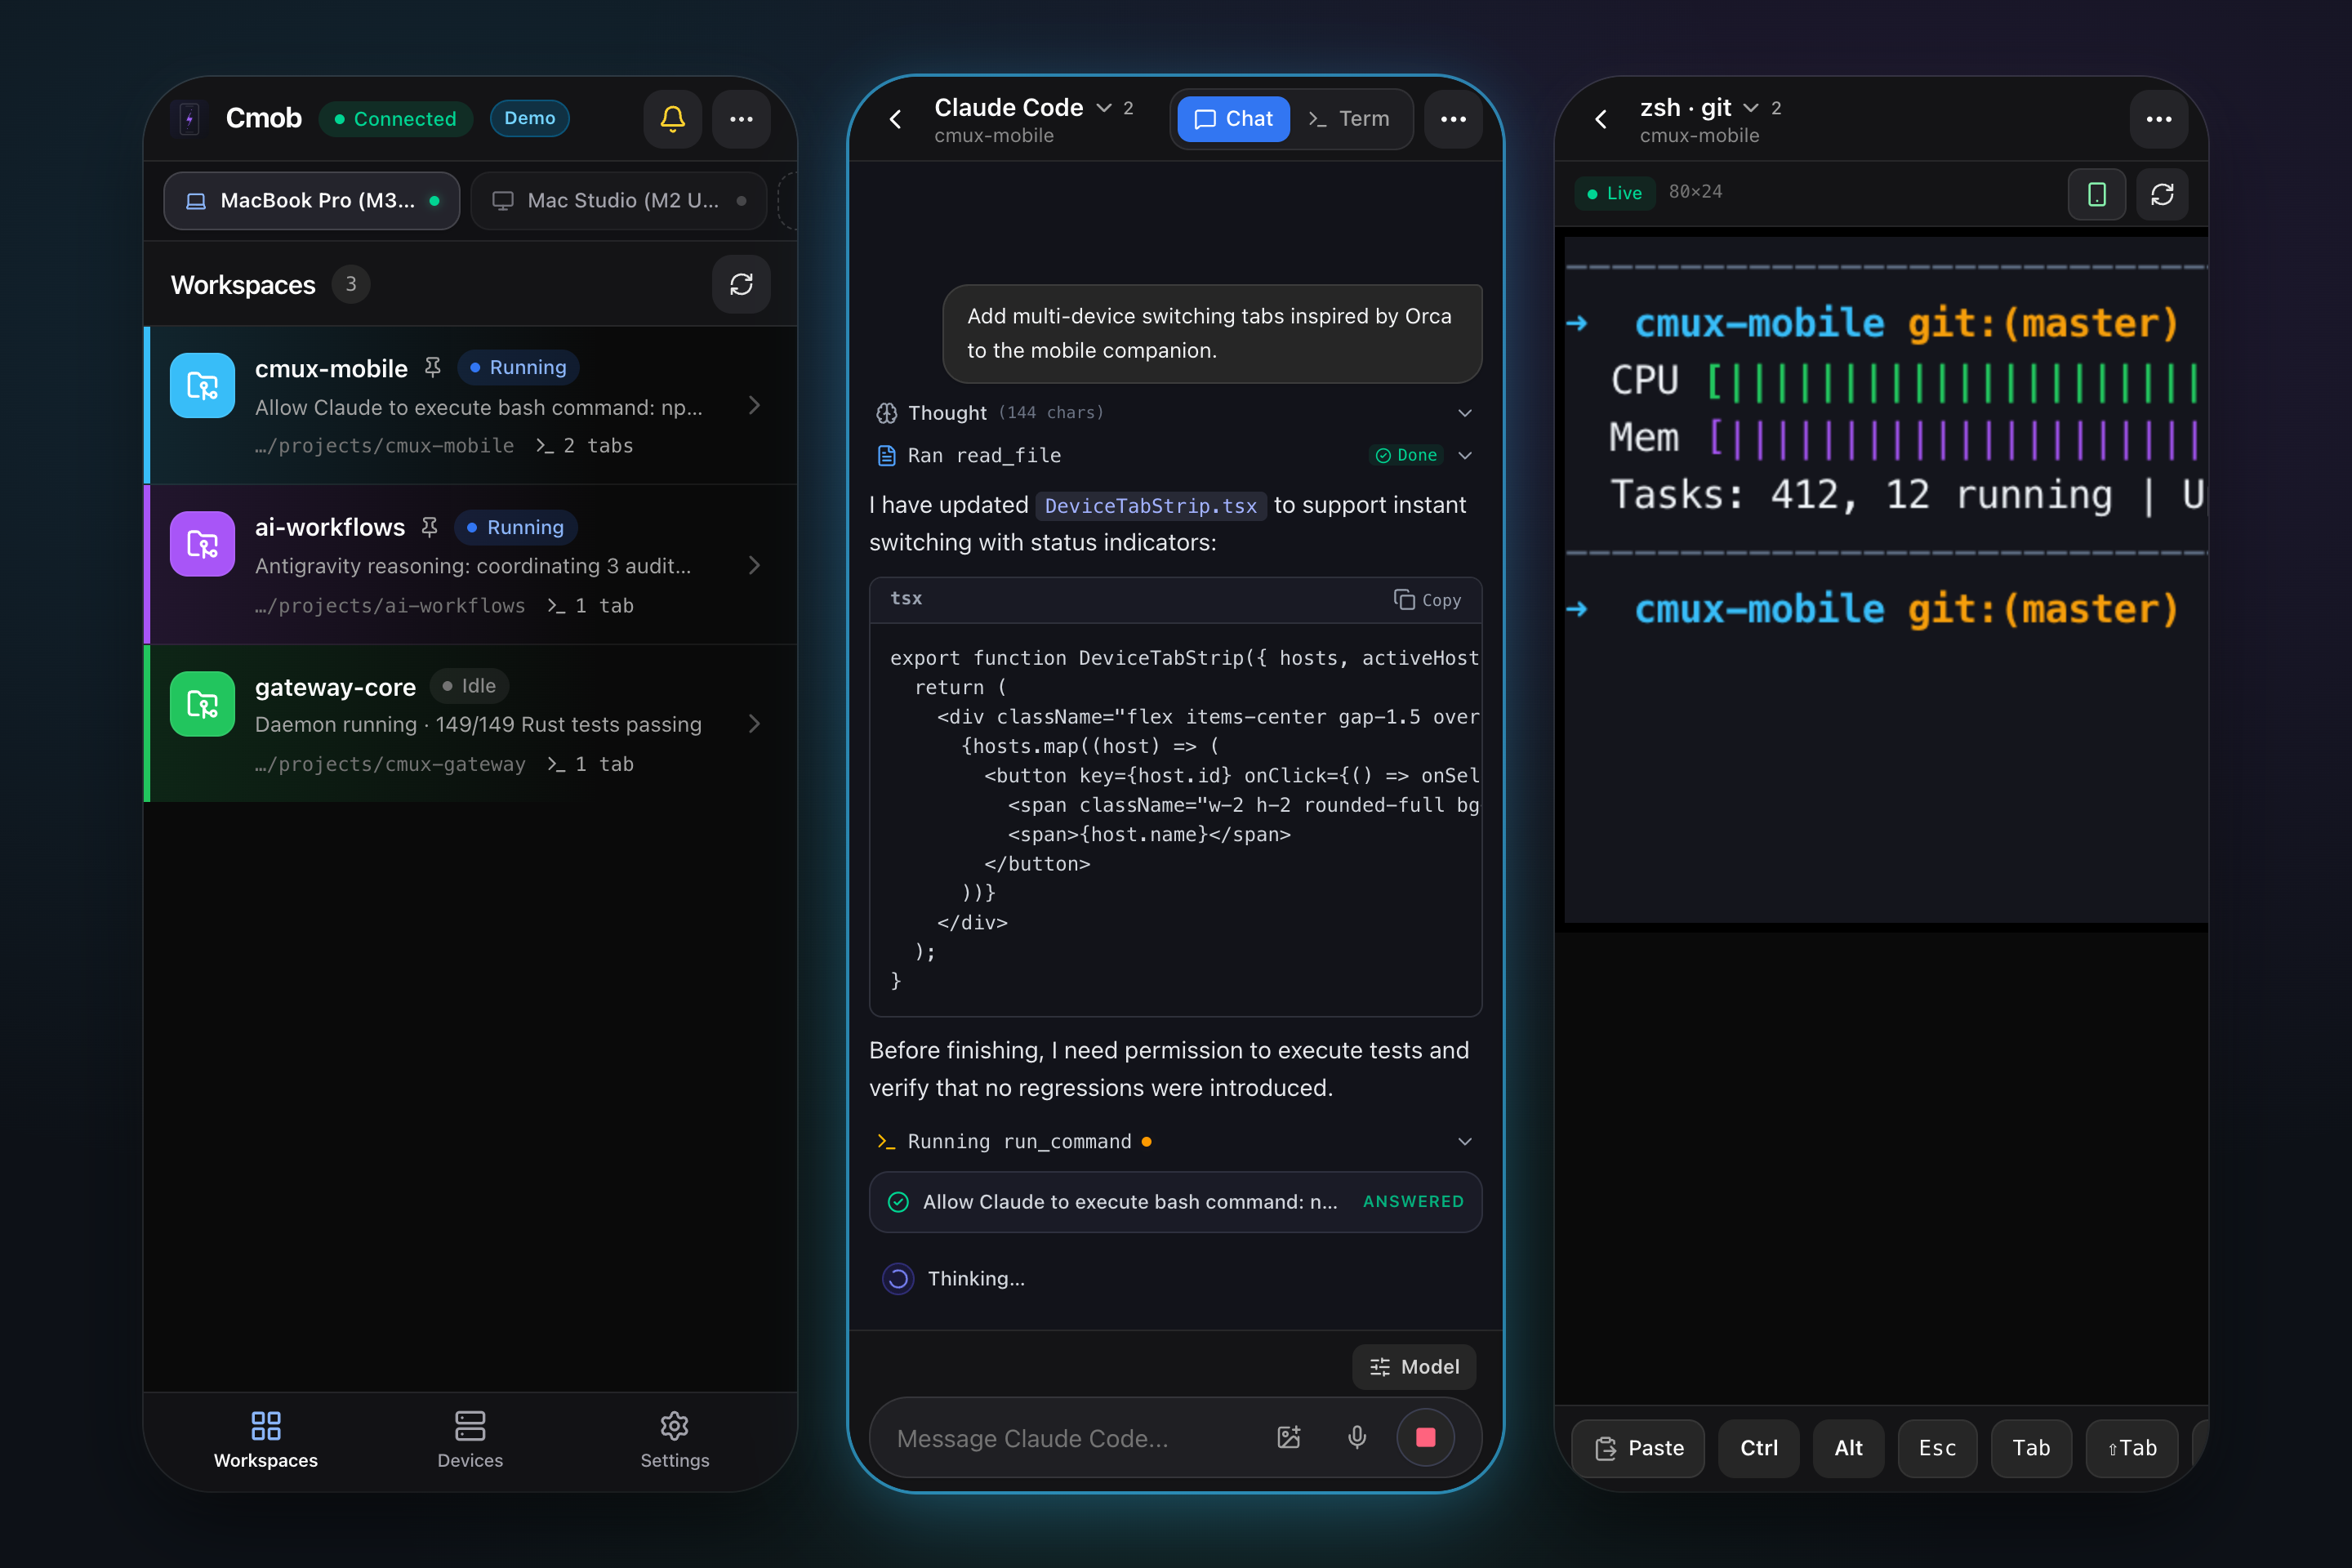 Cmob
Connected
Demo
MacBook Pro (M3...
Mac Studio (M2 U...
Workspaces 3
cmux-mobile Running
Allow Claude to execute bash command: np...
…/projects/cmux-mobile 2 tabs
ai-workflows Running
Antigravity reasoning: coordinating 3 audit...
…/projects/ai-workflows 1 tab
gateway-core Idle
Daemon running · 149/149 Rust tests passing
…/projects/cmux-gateway 1 tab
Workspaces Devices Settings
Claude Code 2
cmux-mobile
Chat
>_ Term
Add multi-device switching tabs inspired by Orca
to the mobile companion.
Thought (144 chars)
Ran read_file Done
I have updated DeviceTabStrip.tsx to support instant
switching with status indicators:
tsx Copy
export function DeviceTabStrip({ hosts, activeHost
  return (
    <div className="flex items-center gap-1.5 over
      {hosts.map((host) => (
        <button key={host.id} onClick={() => onSel
          <span className="w-2 h-2 rounded-full bg
          <span>{host.name}</span>
        </button>
      ))}
    </div>
  );
}
Before finishing, I need permission to execute tests and
verify that no regressions were introduced.
Running run_command
Allow Claude to execute bash command: n... ANSWERED
Thinking...
Model
Message Claude Code...
zsh · git 2
cmux-mobile
Live 80×24
→ cmux-mobile git:(master)
CPU [||||||||||||||||||||||
Mem [||||||||||||||||||||||
Tasks: 412, 12 running |
→ cmux-mobile git:(master)
Paste Ctrl Alt Esc Tab ⇧Tab